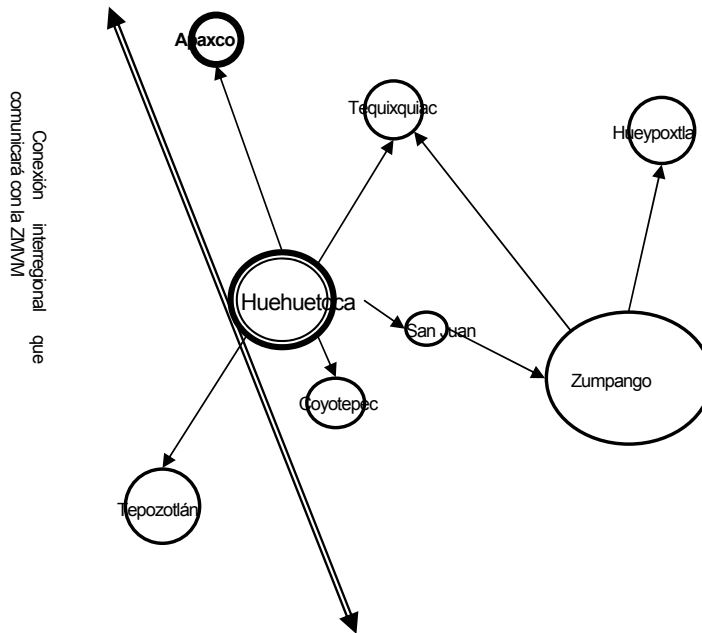 Apaxco
Tequixquiac
Hueypoxtla
Conexión interregional que
comunicará con la ZMVM
Huehuetoca
San Juan
Zumpango
Coyotepec
Tepozotlán